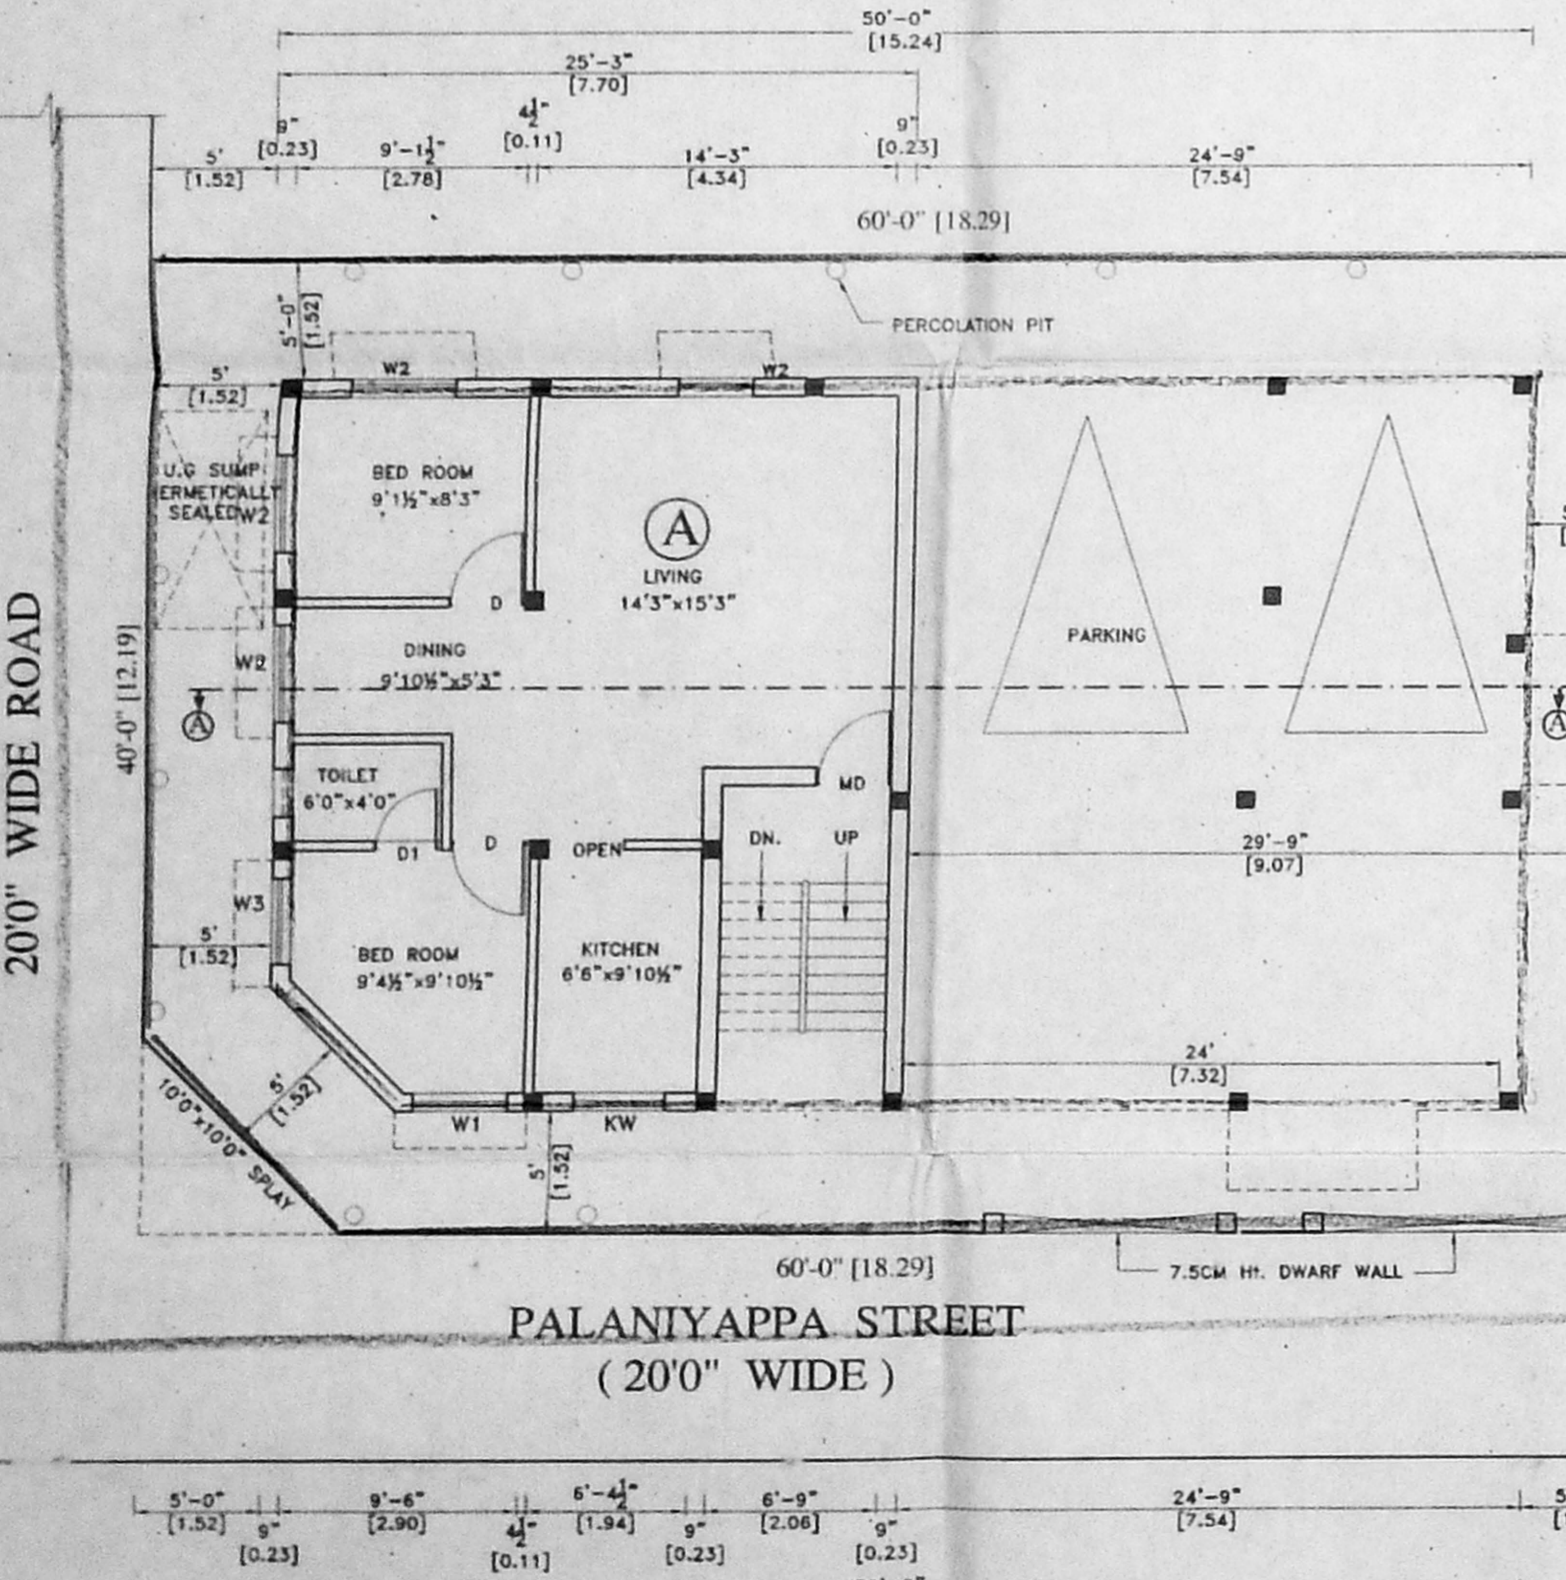 50'-0"
[15.24]
25'-3"
[7.70]
9"
[0.23]
4½"
[0.11]
9"
[0.23]
5'
[1.52]
9'-1½"
[2.78]
14'-3"
[4.34]
24'-9"
[7.54]
60'-0" [18.29]
5'-0"
[1.52]
PERCOLATION PIT
W2
W2
5'
[1.52]
U.G SUMP
ERMETICALLY
SEALED
W2
BED ROOM
9'1½"x8'3"
A
LIVING
14'3"x15'3"
D
DINING
9'10½"x5'3"
W2
PARKING
A
A
20'0" WIDE ROAD
40'-0" [12.19]
TOILET
6'0"x4'0"
D1
D
OPEN
MD
DN.
UP
29'-9"
[9.07]
W3
5'
[1.52]
BED ROOM
9'4½"x9'10½"
KITCHEN
6'6"x9'10½"
24'
[7.32]
5'
[1.52]
10'0"x10'0" SPLAY
W1
KW
5'
[1.52]
60'-0" [18.29]
7.5CM Ht. DWARF WALL
PALANIYAPPA STREET
( 20'0" WIDE )
5'-0"
[1.52]
9"
[0.23]
9'-6"
[2.90]
4½"
[0.11]
6'-4½"
[1.94]
9"
[0.23]
6'-9"
[2.06]
9"
[0.23]
24'-9"
[7.54]